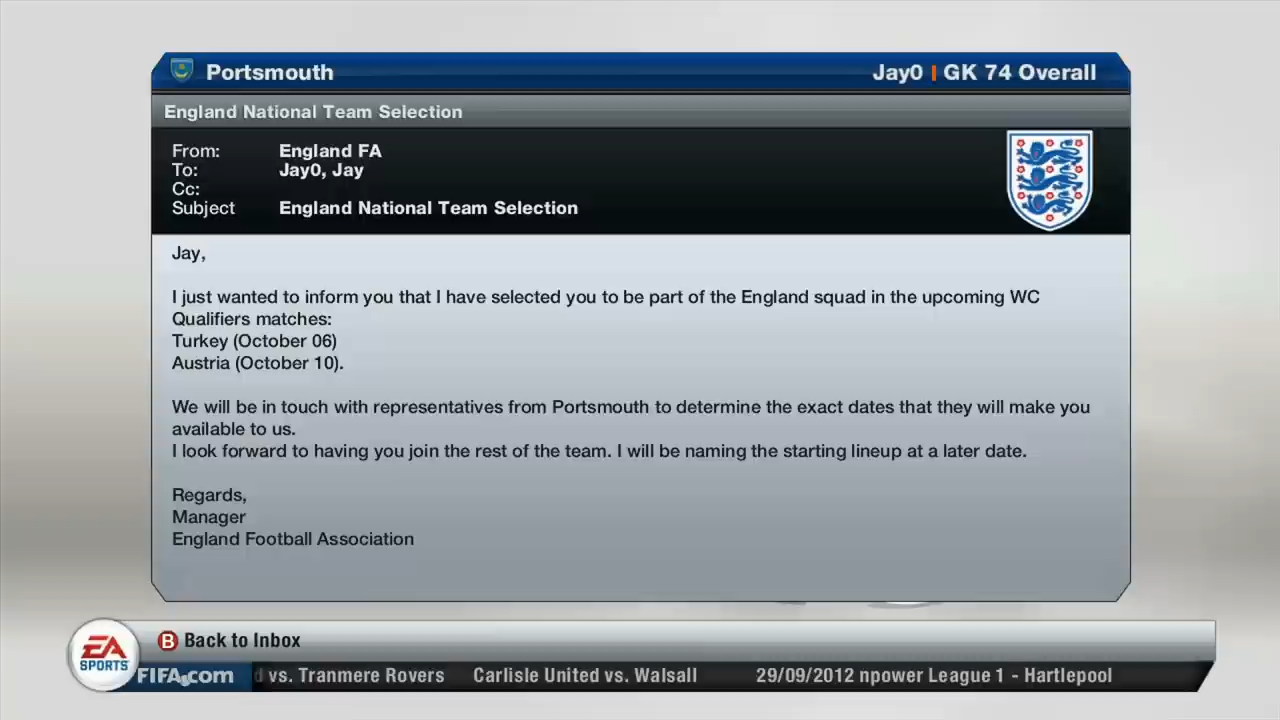 Portsmouth
Jay0 | GK 74 Overall
England National Team Selection
From: England FA
To: Jay0, Jay
Cc:
Subject England National Team Selection
Jay,
I just wanted to inform you that I have selected you to be part of the England squad in the upcoming WC
Qualifiers matches:
Turkey (October 06)
Austria (October 10).
We will be in touch with representatives from Portsmouth to determine the exact dates that they will make you
available to us.
I look forward to having you join the rest of the team. I will be naming the starting lineup at a later date.
Regards,
Manager
England Football Association
B Back to Inbox
EA
SPORTS
FIFA.com
d vs. Tranmere Rovers Carlisle United vs. Walsall 29/09/2012 npower League 1 - Hartlepool